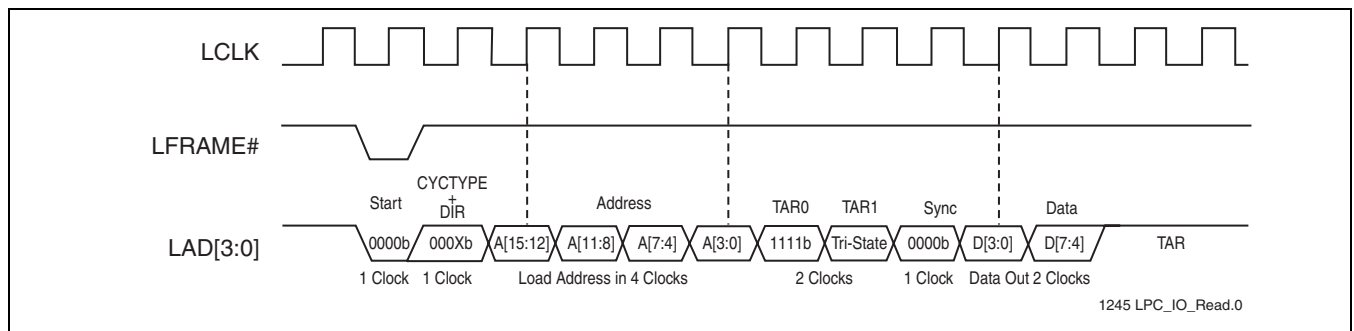 LCLK
LFRAME#
CYCTYPE
+
DIR
Start
Address
TAR0 TAR1 Sync Data
LAD[3:0]
0000b 000Xb A[15:12] A[11:8] A[7:4] A[3:0] 1111b Tri-State 0000b D[3:0] D[7:4] TAR
1 Clock 1 Clock Load Address in 4 Clocks 2 Clocks 1 Clock Data Out 2 Clocks
1245 LPC_IO_Read.0